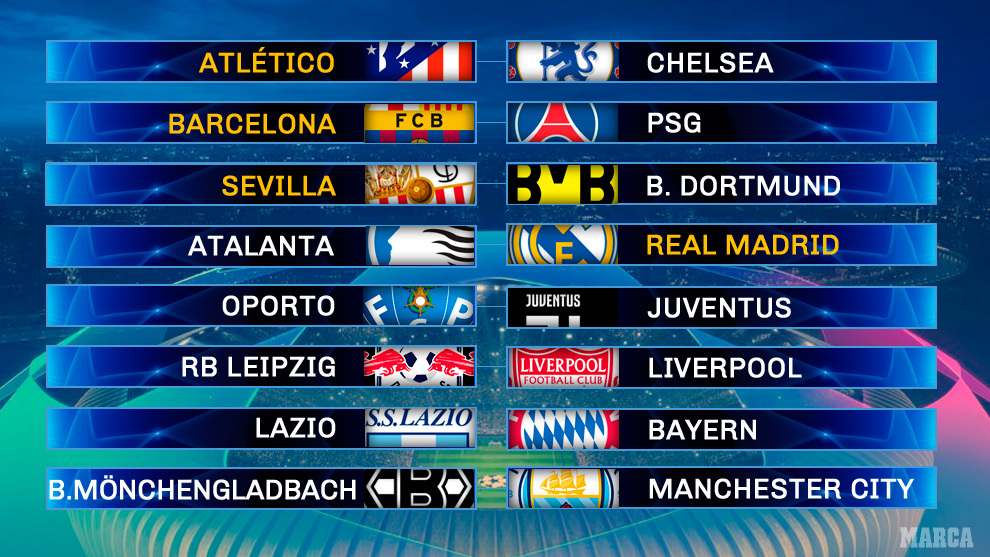 ATLÉTICO CHELSEA
BARCELONA FCB PSG
SEVILLA BVB B. DORTMUND
ATALANTA REAL MADRID
OPORTO FCP JUVENTUS JUVENTUS
RB LEIPZIG LIVERPOOL LIVERPOOL
FOOTBALL CLUB
LAZIO S.S.LAZIO BAYERN
B.MÖNCHENGLADBACH B MANCHESTER CITY
MARCA